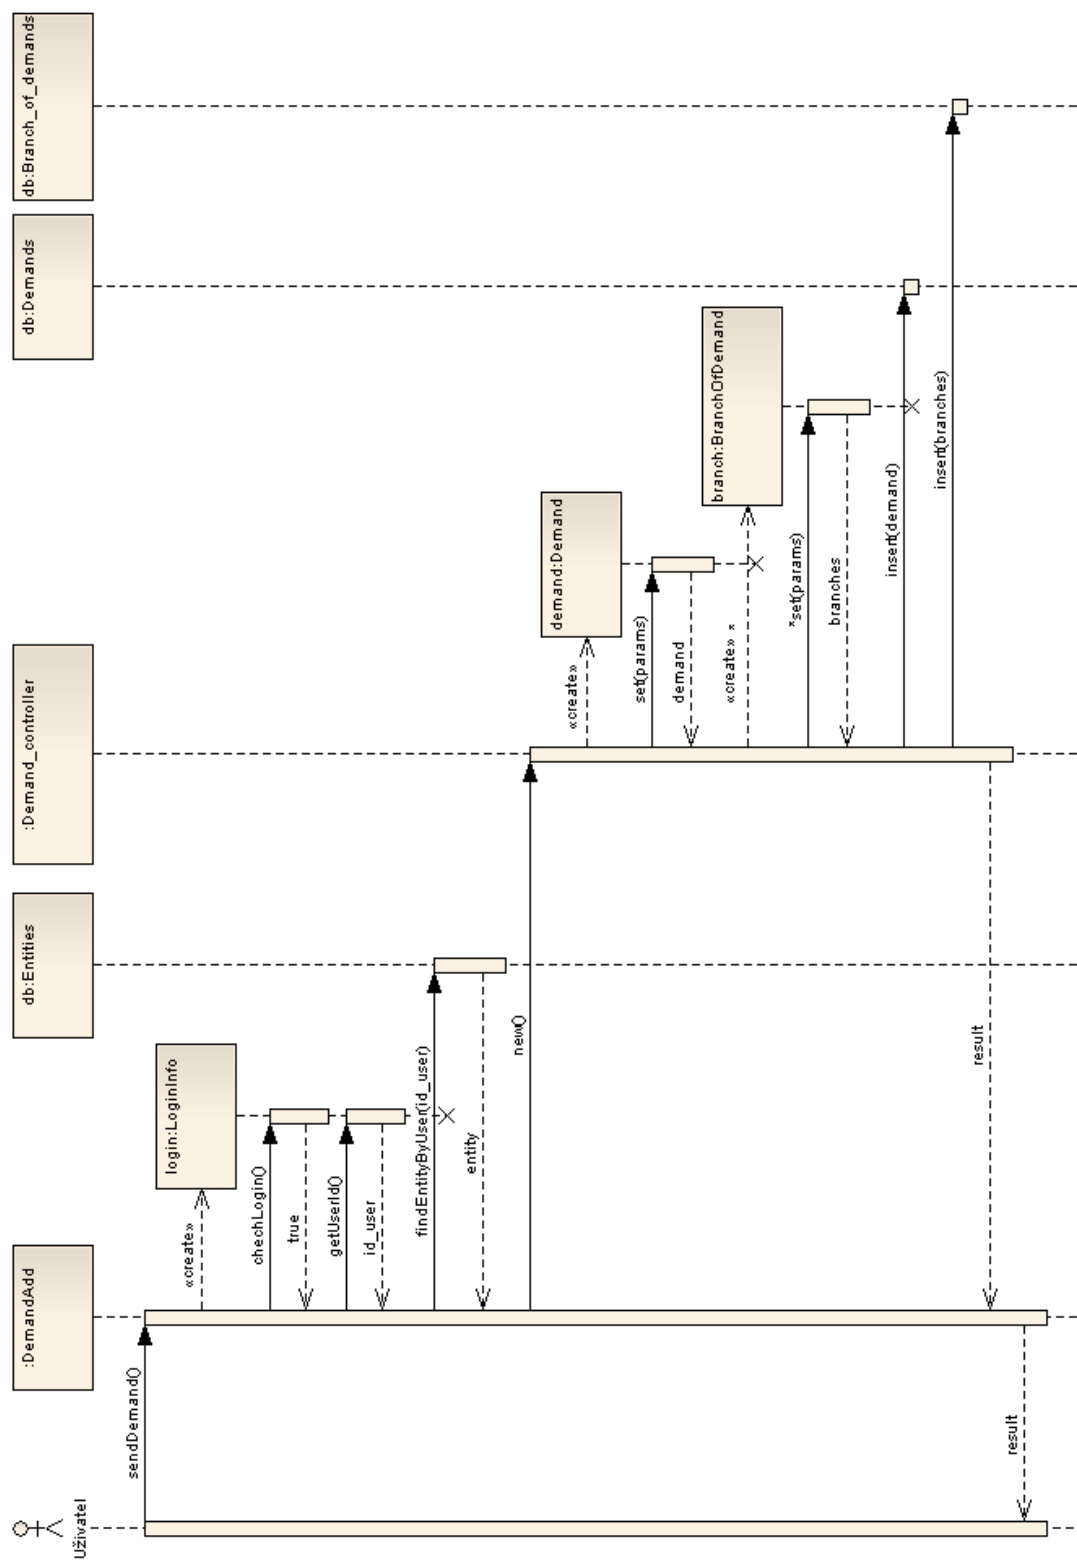 Uživatel
:DemandAdd
login:LoginInfo
db:Entities
:Demand_controller
demand:Demand
branch:BranchOfDemand
db:Demands
db:Branch_of_demands
sendDemand()
«create»
chechLogin()
true
getUserId()
id_user
findEntityByUser(id_user)
entity
new()
«create»
set(params)
demand
«create» *
*set(params)
branches
insert(demand)
insert(branches)
result
result